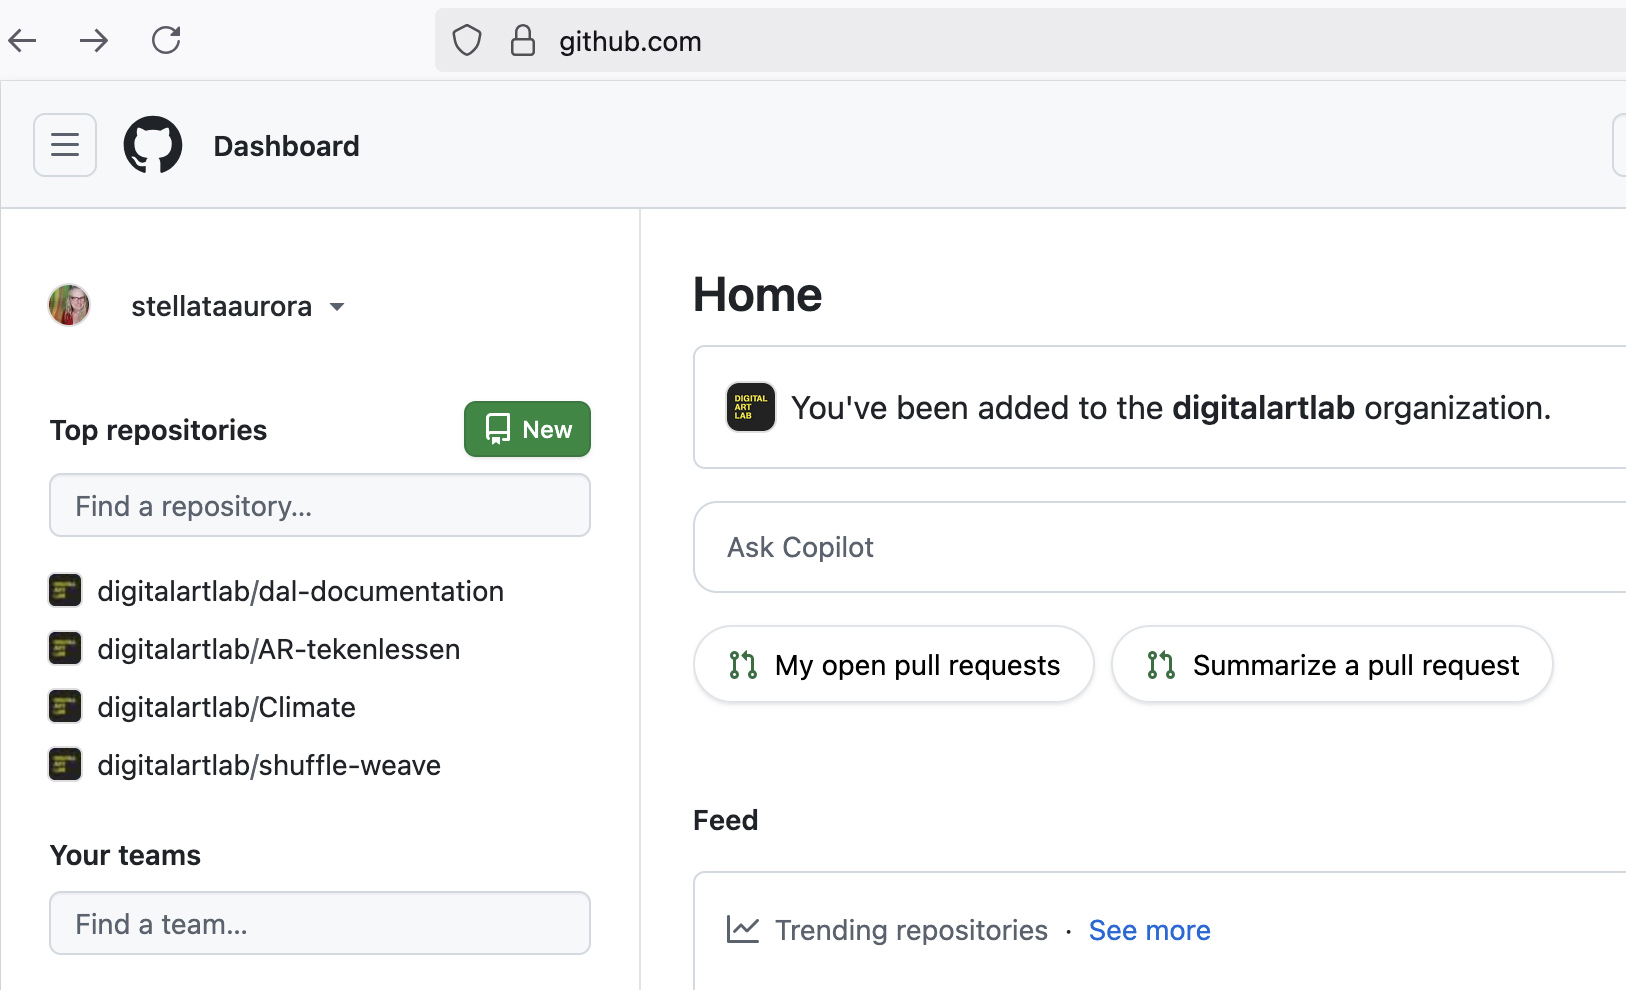 github.com
Dashboard
stellataaurora
Top repositories
New
Find a repository...
digitalartlab/dal-documentation
digitalartlab/AR-tekenlessen
digitalartlab/Climate
digitalartlab/shuffle-weave
Your teams
Find a team...
Home
DIGITAL
ART
LAB
You've been added to the digitalartlab organization.
Ask Copilot
My open pull requests
Summarize a pull request
Feed
Trending repositories · See more